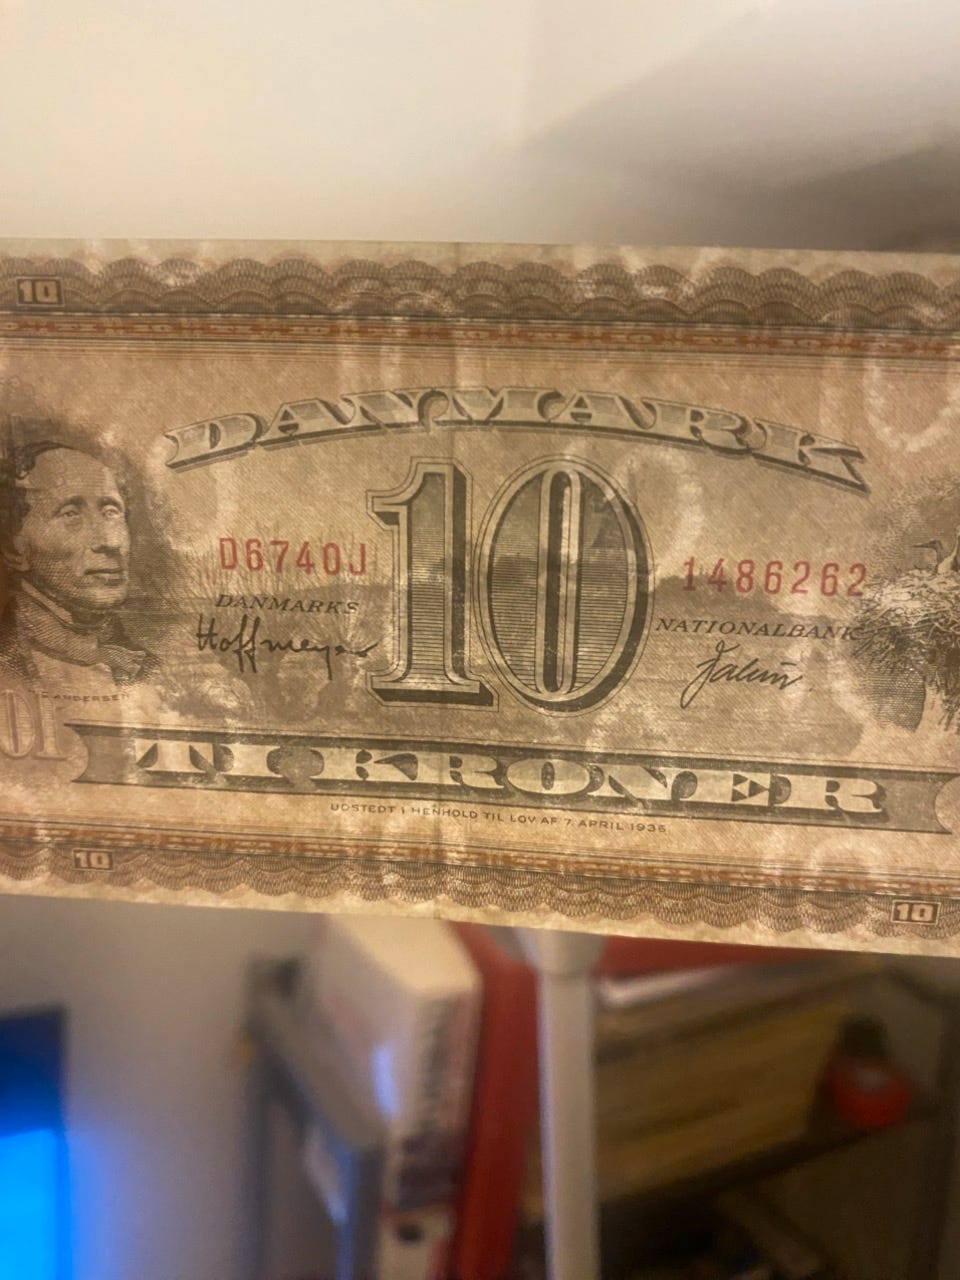 10
DANMARK
10
D6740J
1486262
DANMARKS
NATIONALBANK
Hoffmeyer
TI KRONER
UDSTEDT I HENHOLD TIL LOV AF 7. APRIL 1936
10
10